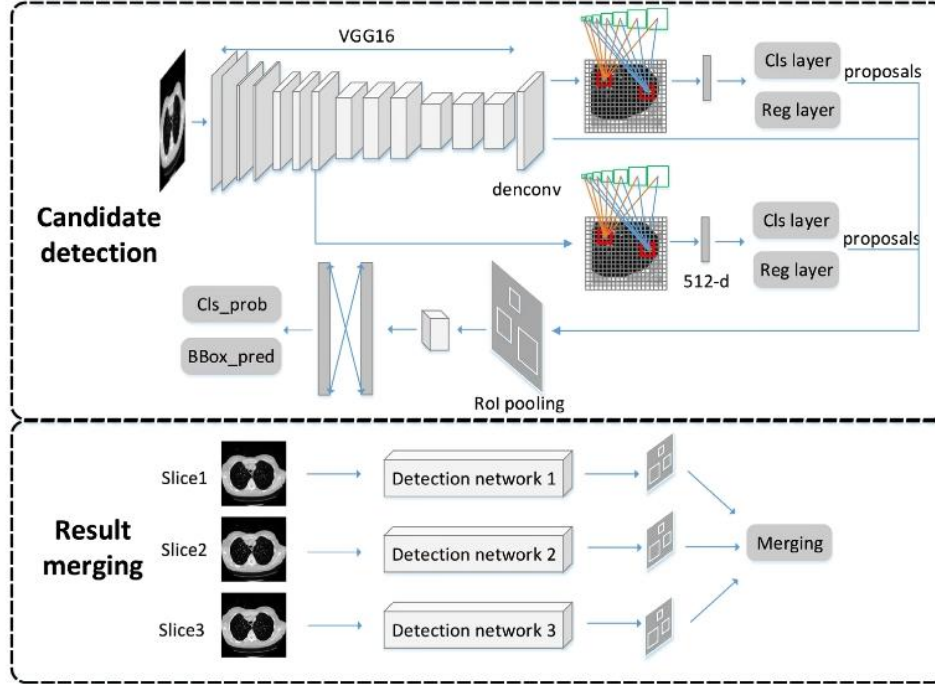 VGG16
Cls layer
proposals
Reg layer
denconv
Candidate
detection
Cls layer
proposals
Reg layer
512-d
Cls_prob
BBox_pred
RoI pooling
Slice1
Detection network 1
Result
merging
Slice2
Detection network 2
Merging
Slice3
Detection network 3